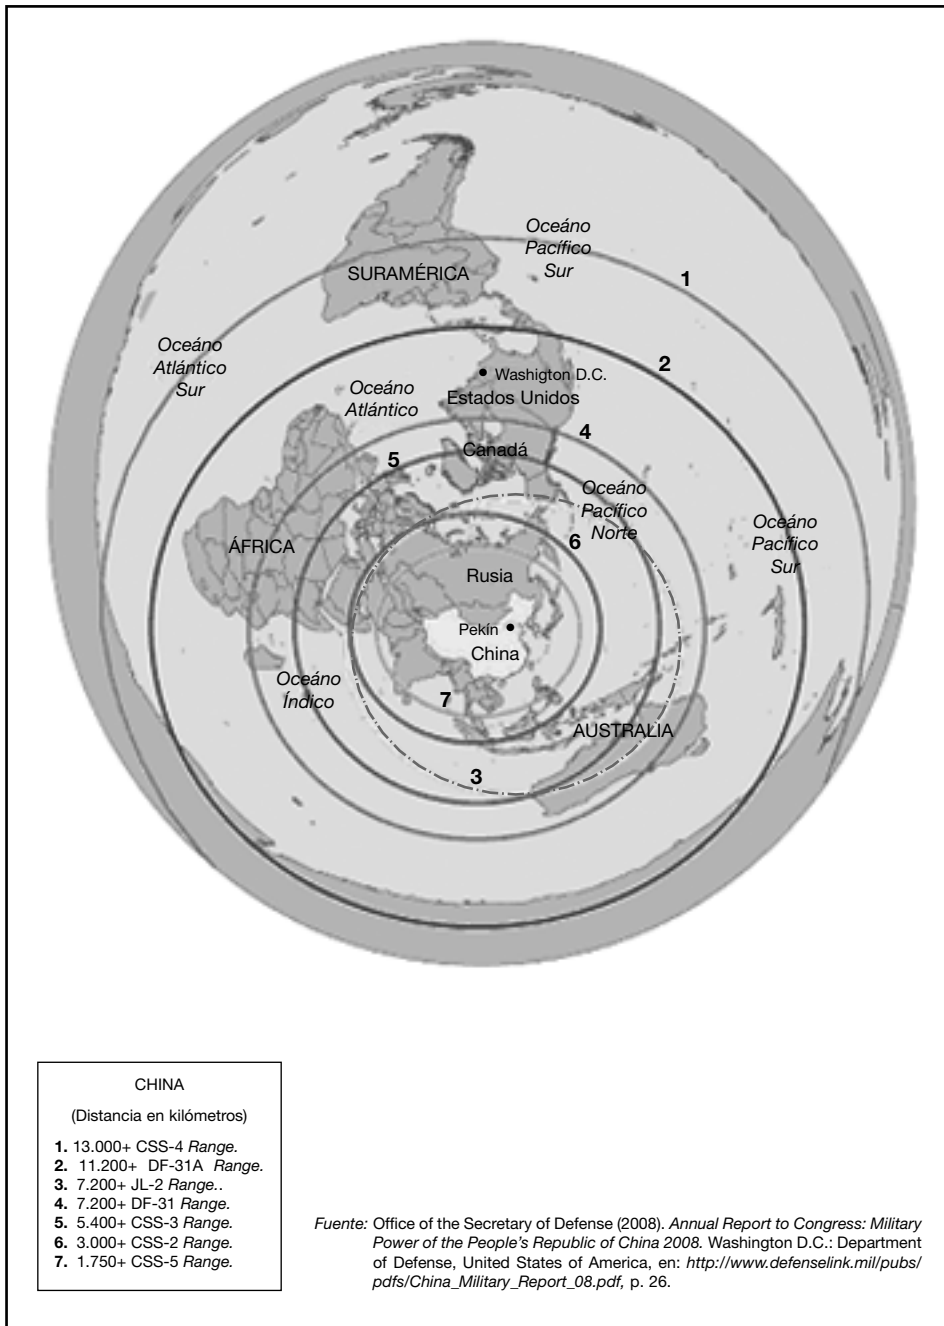 Oceáno
Pacífico
Sur
SURAMÉRICA
1
Oceáno
Atlántico
Sur
2
Washigton D.C.
Oceáno
Atlántico
Estados Unidos
4
Canadá
5
Oceáno
Pacífico
Norte
Oceáno
Pacífico
Sur
6
ÁFRICA
Rusia
Pekín
China
Oceáno
Índico
7
AUSTRALIA
3
CHINA
(Distancia en kilómetros)
1. 13.000+ CSS-4 Range.
2. 11.200+ DF-31A Range.
3. 7.200+ JL-2 Range..
4. 7.200+ DF-31 Range.
5. 5.400+ CSS-3 Range.
6. 3.000+ CSS-2 Range.
7. 1.750+ CSS-5 Range.
Fuente: Office of the Secretary of Defense (2008). Annual Report to Congress: Military
Power of the People's Republic of China 2008. Washington D.C.: Department
of Defense, United States of America, en: http://www.defenselink.mil/pubs/
pdfs/China_Military_Report_08.pdf, p. 26.